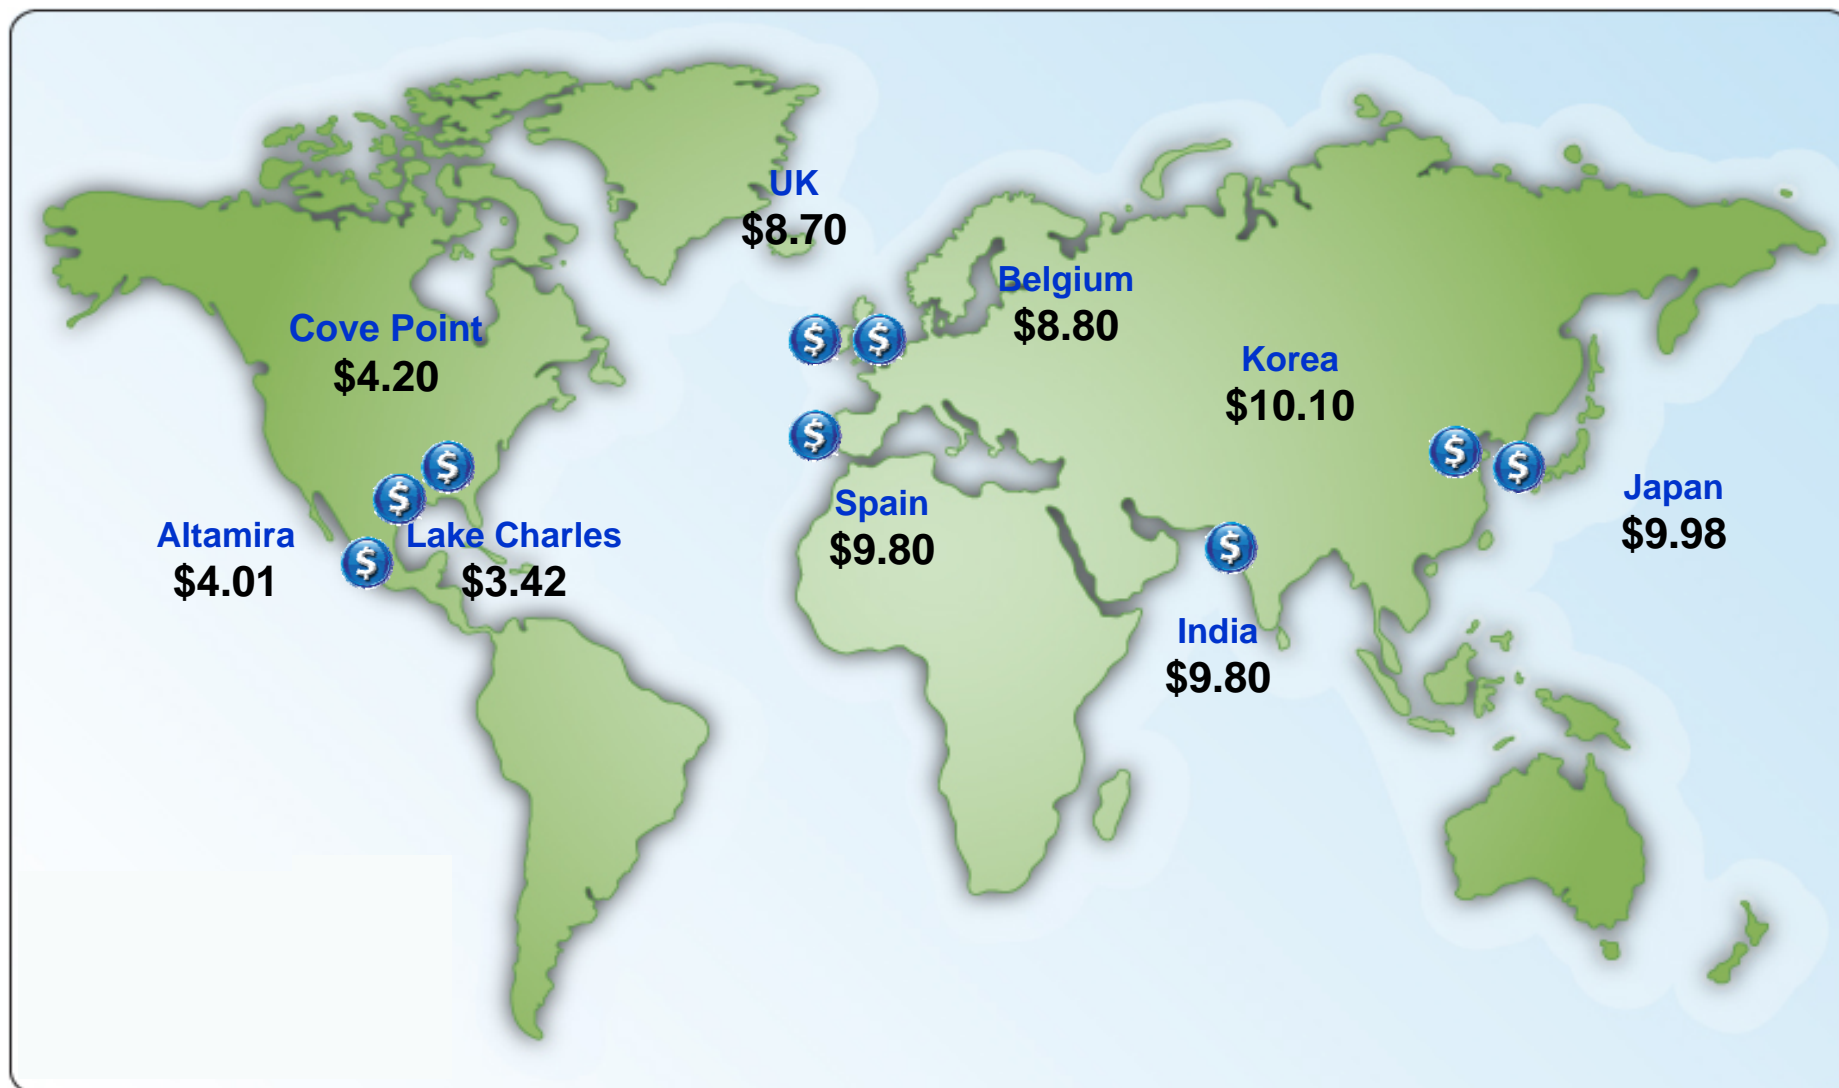 UK
$8.70
Belgium
$8.80
Cove Point
$4.20
Korea
$10.10
Japan
$9.98
Spain
$9.80
Altamira
$4.01
Lake Charles
$3.42
India
$9.80
$
$
$
$
$
$
$
$
$